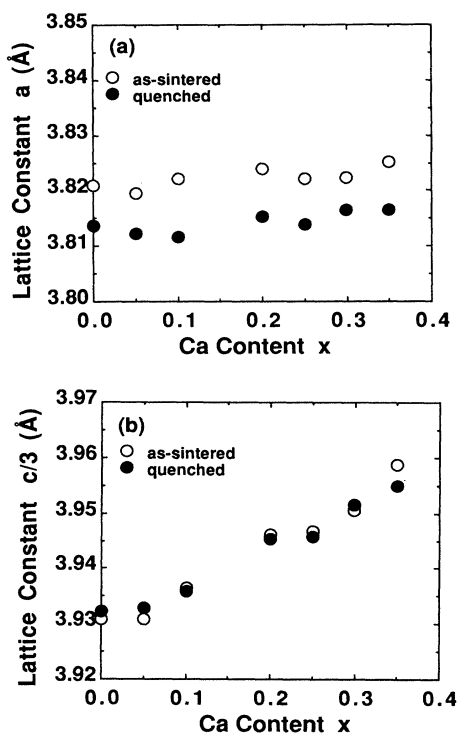 3.85
(a)
3.84
as-sintered
quenched
3.83
3.82
3.81
3.80
0.0 0.1 0.2 0.3 0.4
Ca Content x
Lattice Constant a (Å)
3.97
(b)
3.96
as-sintered
quenched
3.95
3.94
3.93
3.92
0.0 0.1 0.2 0.3 0.4
Ca Content x
Lattice Constant c/3 (Å)